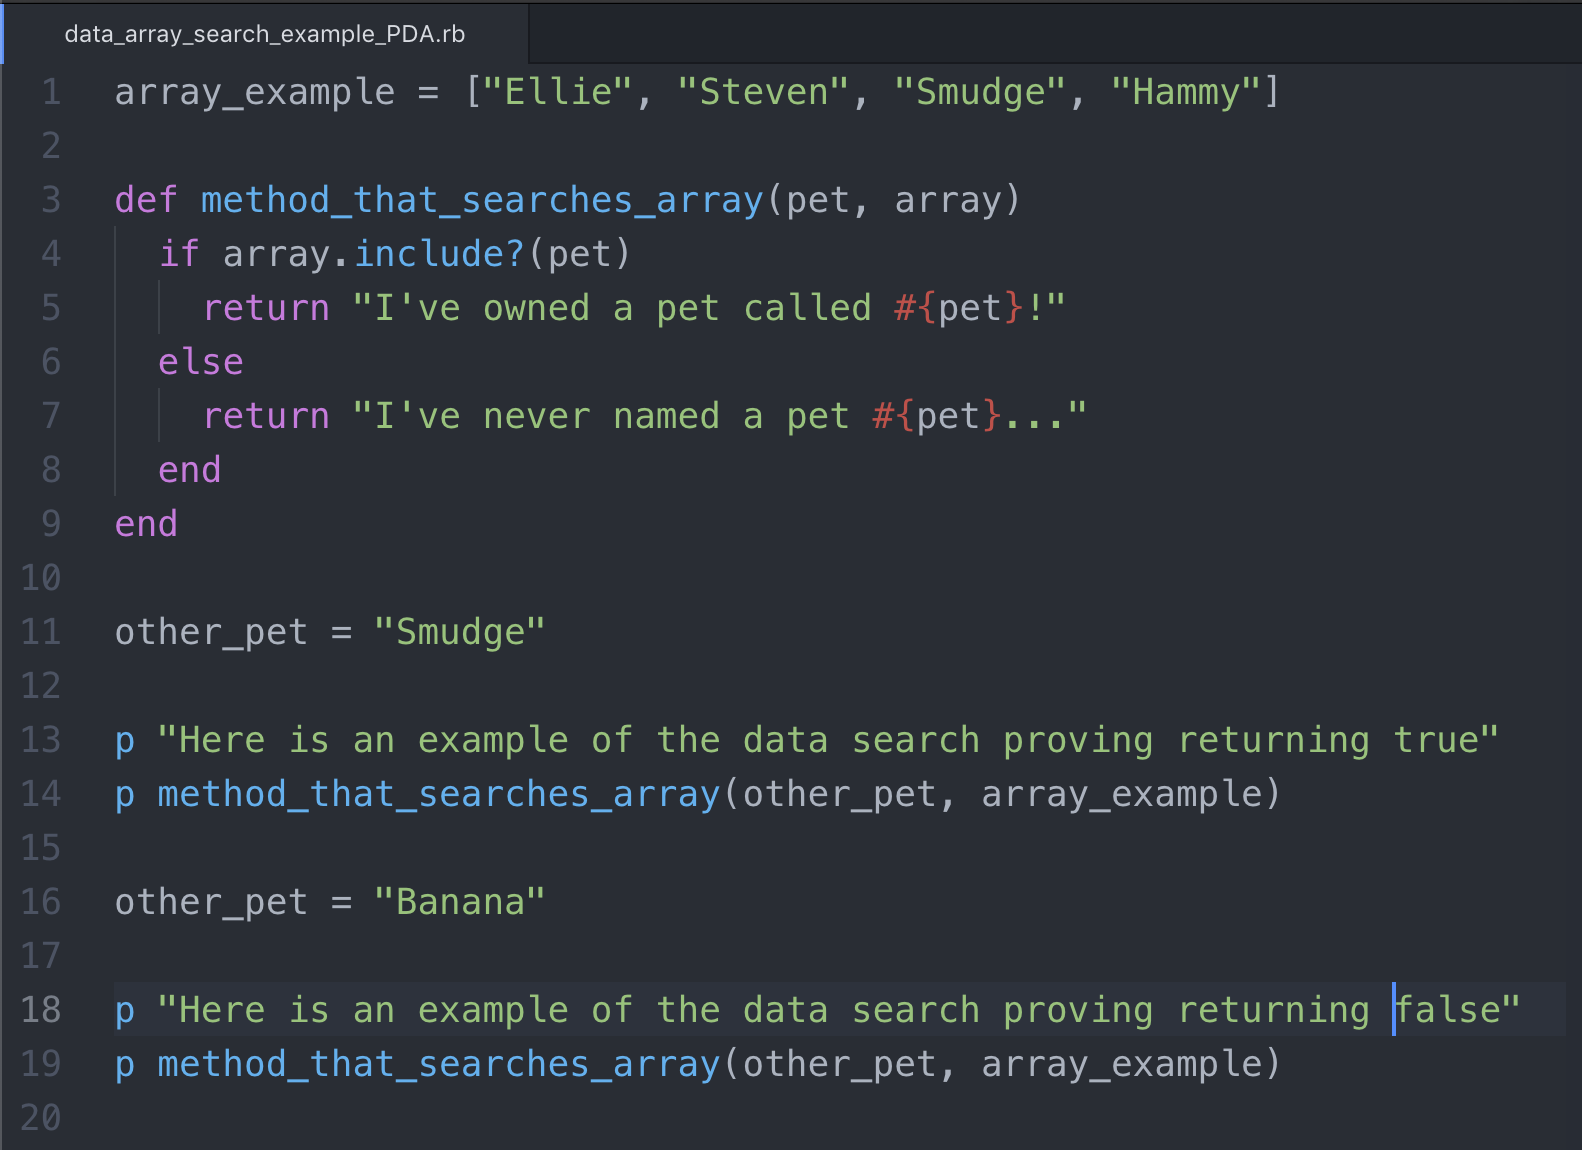 data_array_search_example_PDA.rb
1 array_example = ["Ellie", "Steven", "Smudge", "Hammy"]
2
3 def method_that_searches_array(pet, array)
4   if array.include?(pet)
5     return "I've owned a pet called #{pet}!"
6   else
7     return "I've never named a pet #{pet}..."
8   end
9 end
10
11 other_pet = "Smudge"
12
13 p "Here is an example of the data search proving returning true"
14 p method_that_searches_array(other_pet, array_example)
15
16 other_pet = "Banana"
17
18 p "Here is an example of the data search proving returning false"
19 p method_that_searches_array(other_pet, array_example)
20